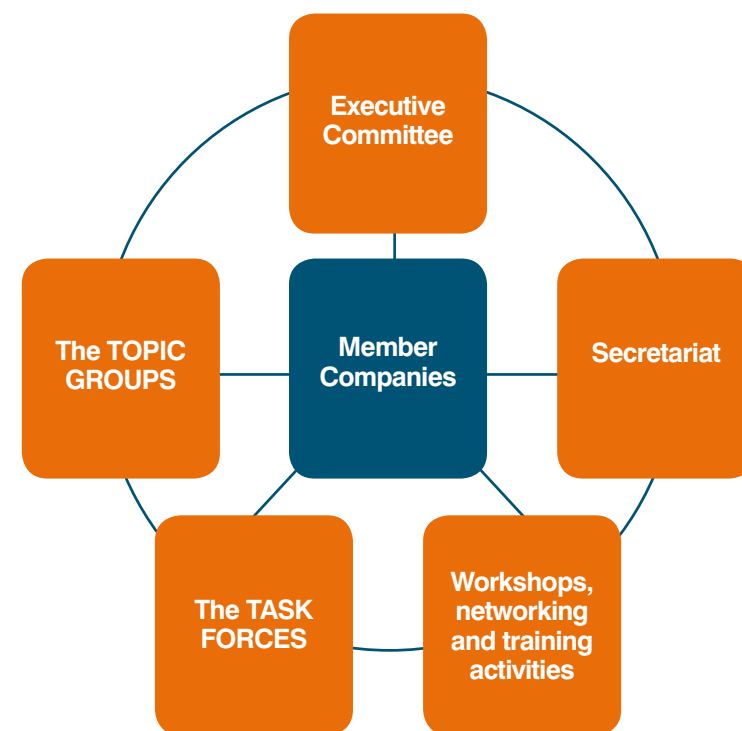 Executive
Committee
The TOPIC
GROUPS
Member
Companies
Secretariat
The TASK
FORCES
Workshops,
networking
and training
activities